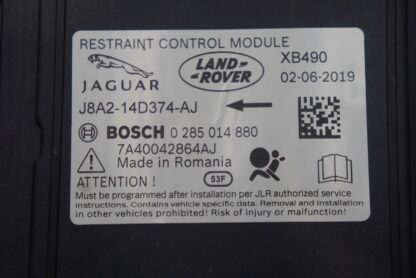 RESTRAINT CONTROL MODULE
JAGUAR
LAND-
-ROVER
XB490
02-06-2019
J8A2-14D374-AJ
BOSCH 0 285 014 880
7A40042864AJ
Made in Romania
ATTENTION !
53F
Must be programmed after installation per JLR authorized service
instructions. Contains vehicle specific data. Removal and installation
in other vehicles prohibited! Risk of injury or malfunction!